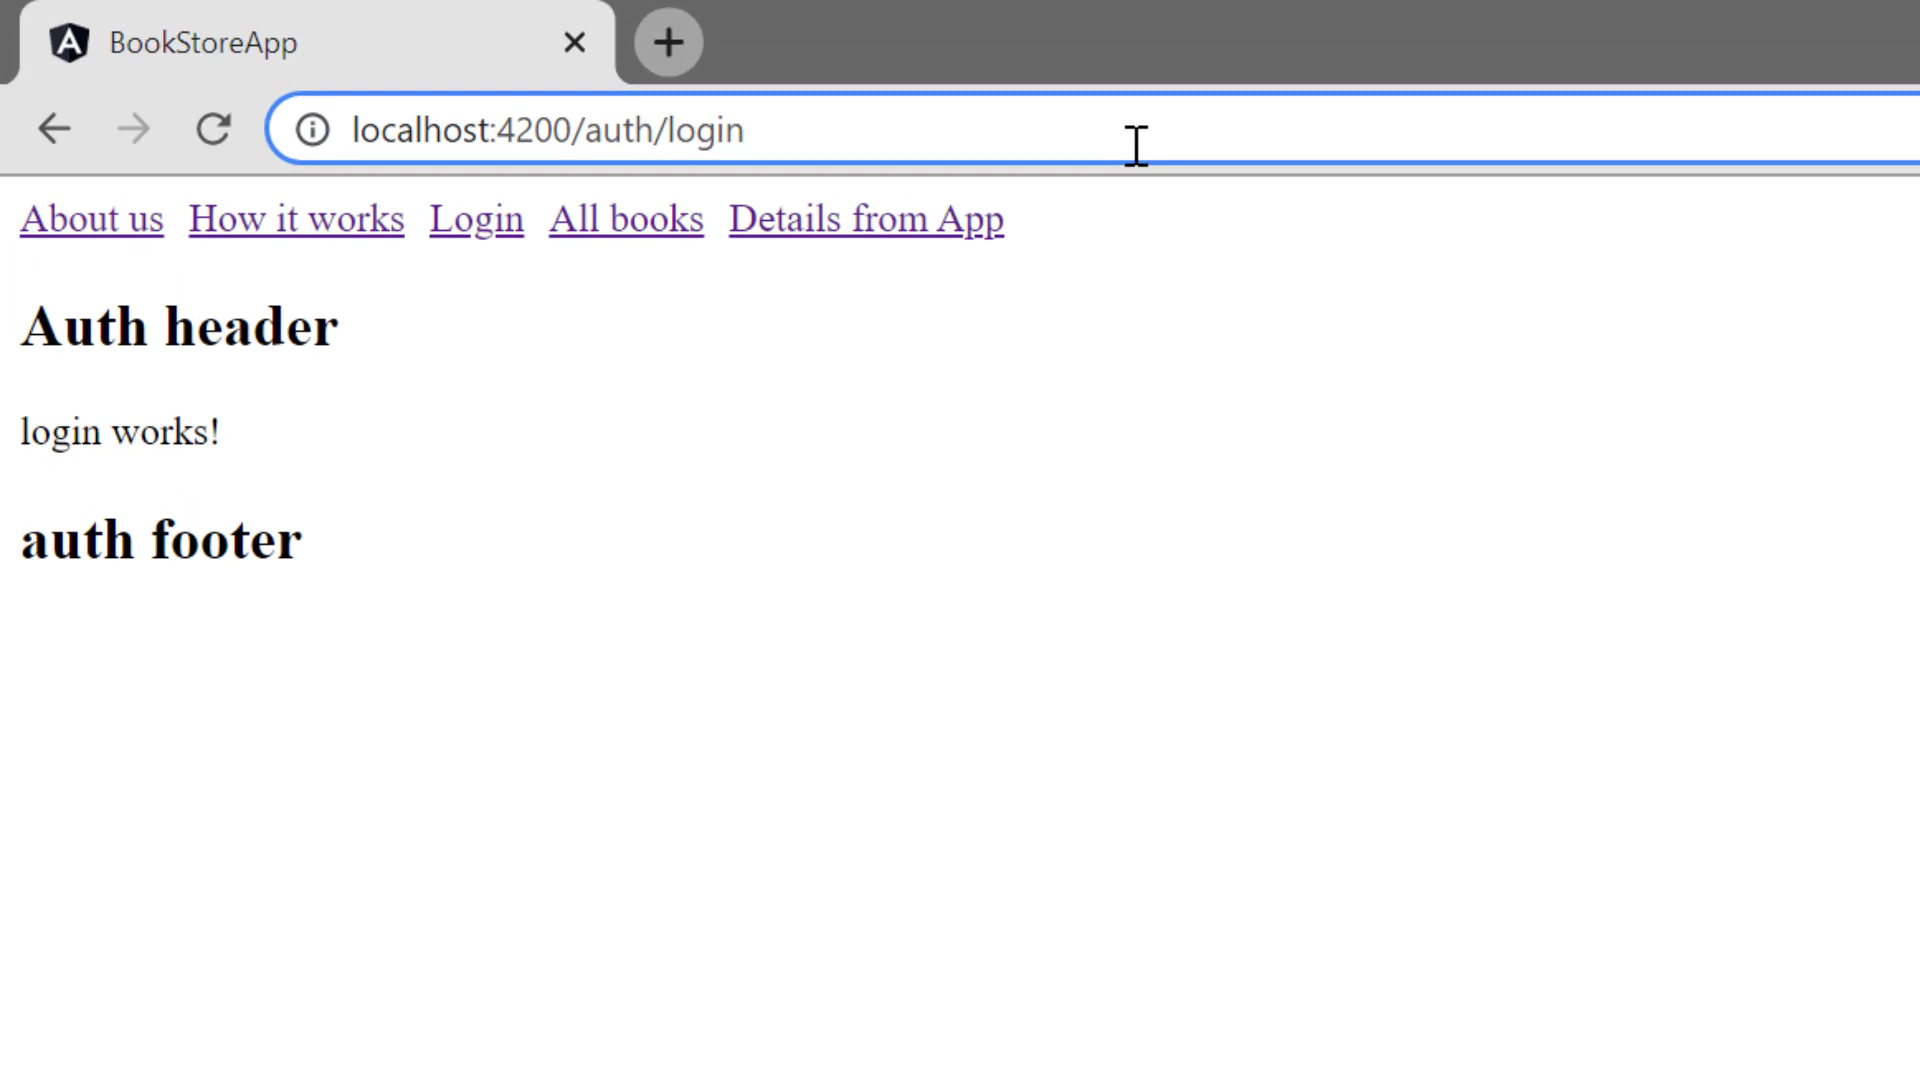 BookStoreApp
localhost:4200/auth/login
About us How it works Login All books Details from App
Auth header
login works!
auth footer